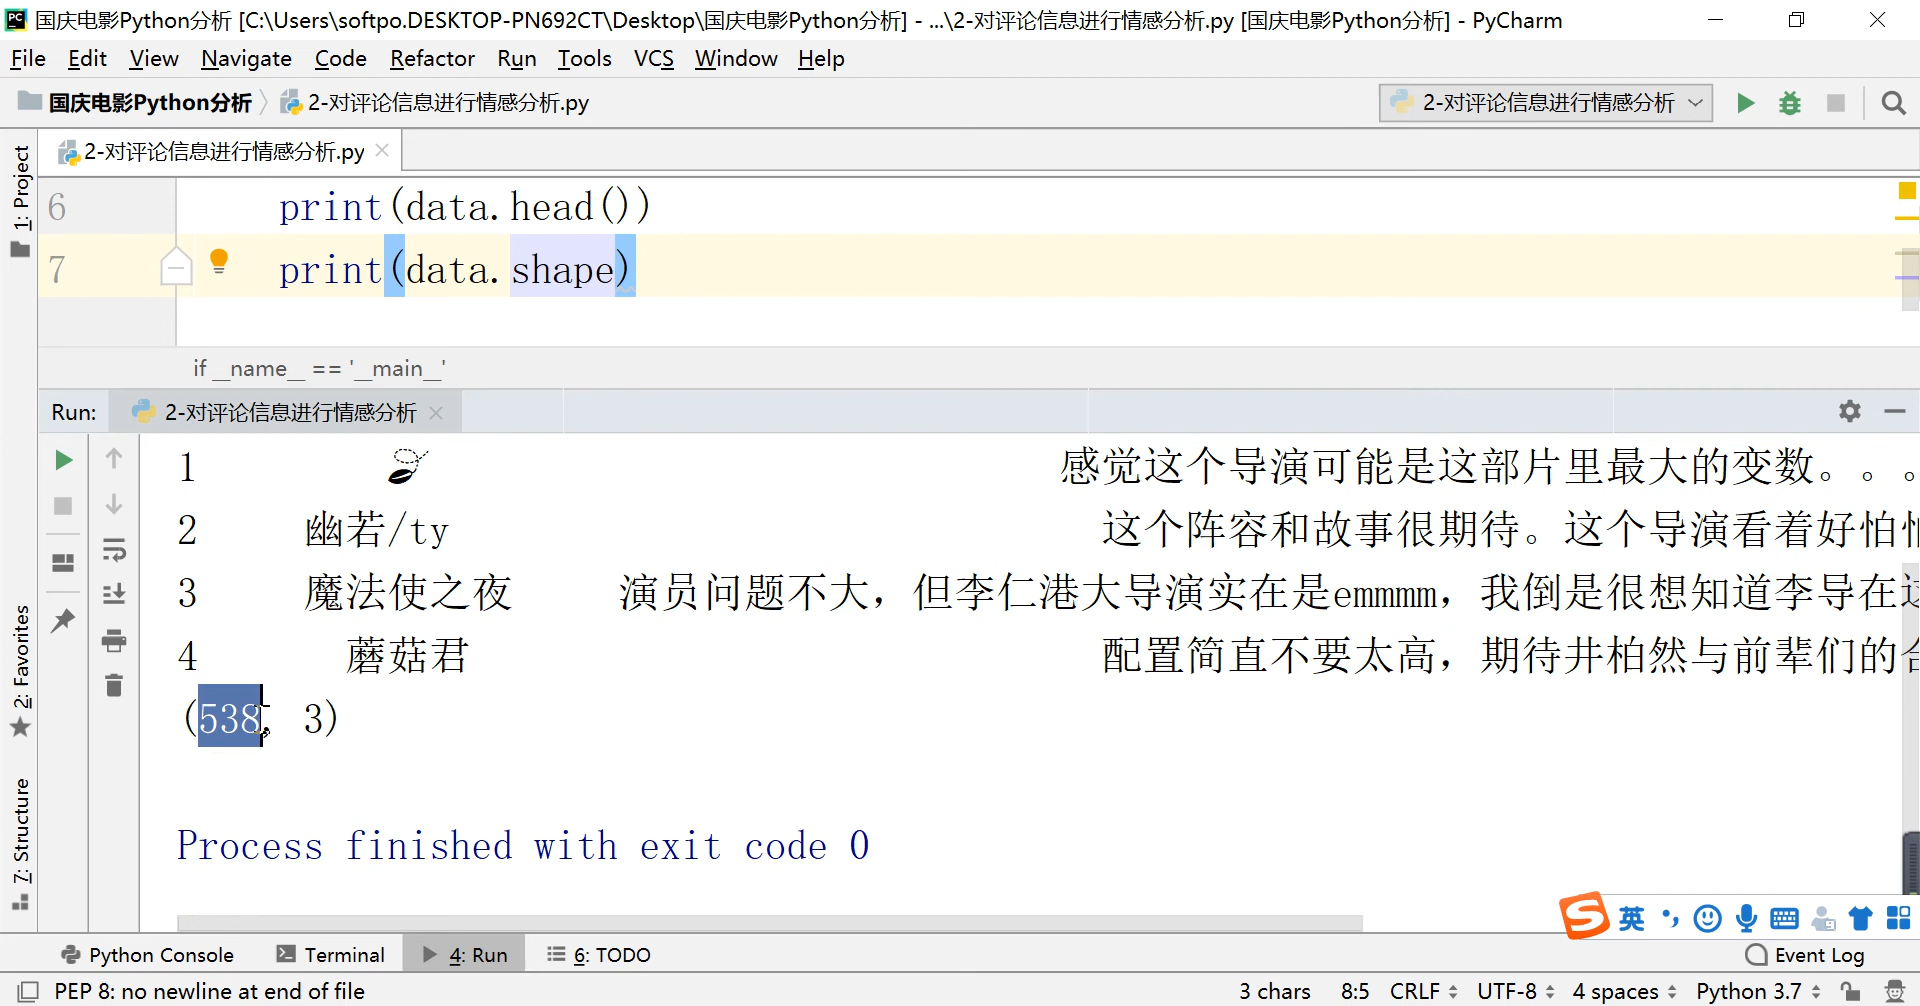 国庆电影Python分析 [C:\Users\softpo.DESKTOP-PN692CT\Desktop\国庆电影Python分析] - ...\2-对评论信息进行情感分析.py [国庆电影Python分析] - PyCharm
File Edit View Navigate Code Refactor Run Tools VCS Window Help
国庆电影Python分析 2-对评论信息进行情感分析.py 2-对评论信息进行情感分析
2-对评论信息进行情感分析.py
1: Project
6 print(data.head())
7 print(data.shape)
if __name__ == '__main__'
Run: 2-对评论信息进行情感分析
1 感觉这个导演可能是这部片里最大的变数。。。
2 幽若/ty 这个阵容和故事很期待。这个导演看着好怕
3 魔法使之夜 演员问题不大，但李仁港大导演实在是emmmm，我倒是很想知道李导在这
4 蘑菇君 配置简直不要太高，期待井柏然与前辈们的合
(538, 3)
Process finished with exit code 0
2: Favorites
7: Structure
英
Python Console Terminal 4: Run 6: TODO Event Log
PEP 8: no newline at end of file 3 chars 8:5 CRLF UTF-8 4 spaces Python 3.7